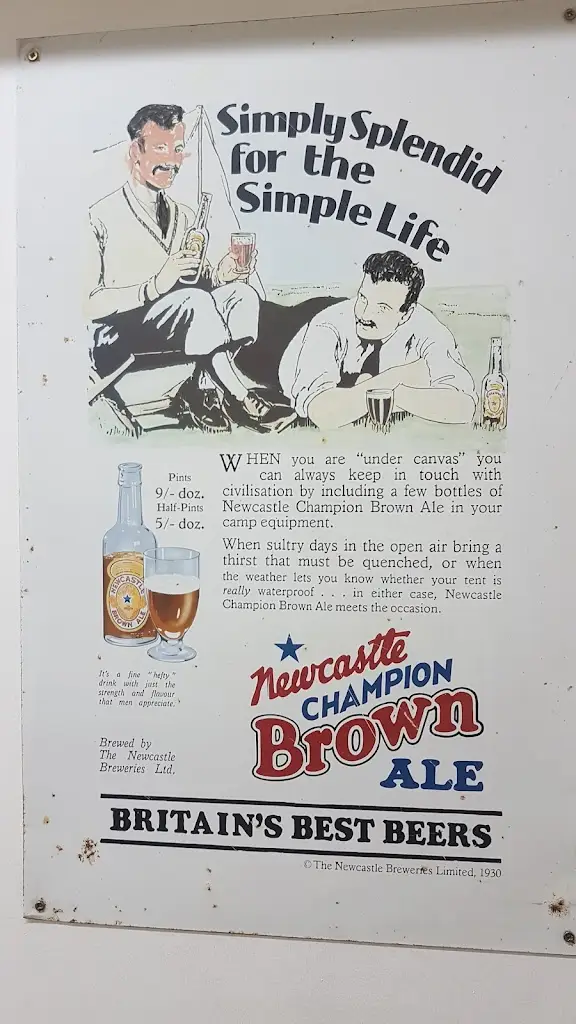 Simply Splendid
for the
Simple Life
WHEN you are "under canvas" you
can always keep in touch with
civilisation by including a few bottles of
Newcastle Champion Brown Ale in your
camp equipment.
When sultry days in the open air bring a
thirst that must be quenched, or when
the weather lets you know whether your tent is
really waterproof . . . in either case, Newcastle
Champion Brown Ale meets the occasion.
Pints
9/- doz.
Half-Pints
5/- doz.
NEWCASTLE
BROWN ALE
It's a fine "hefty"
drink with just the
strength and flavour
that men appreciate.
Brewed by
The Newcastle
Breweries Ltd.
Newcastle
CHAMPION
Brown
ALE
BRITAIN'S BEST BEERS
© The Newcastle Breweries Limited, 1930